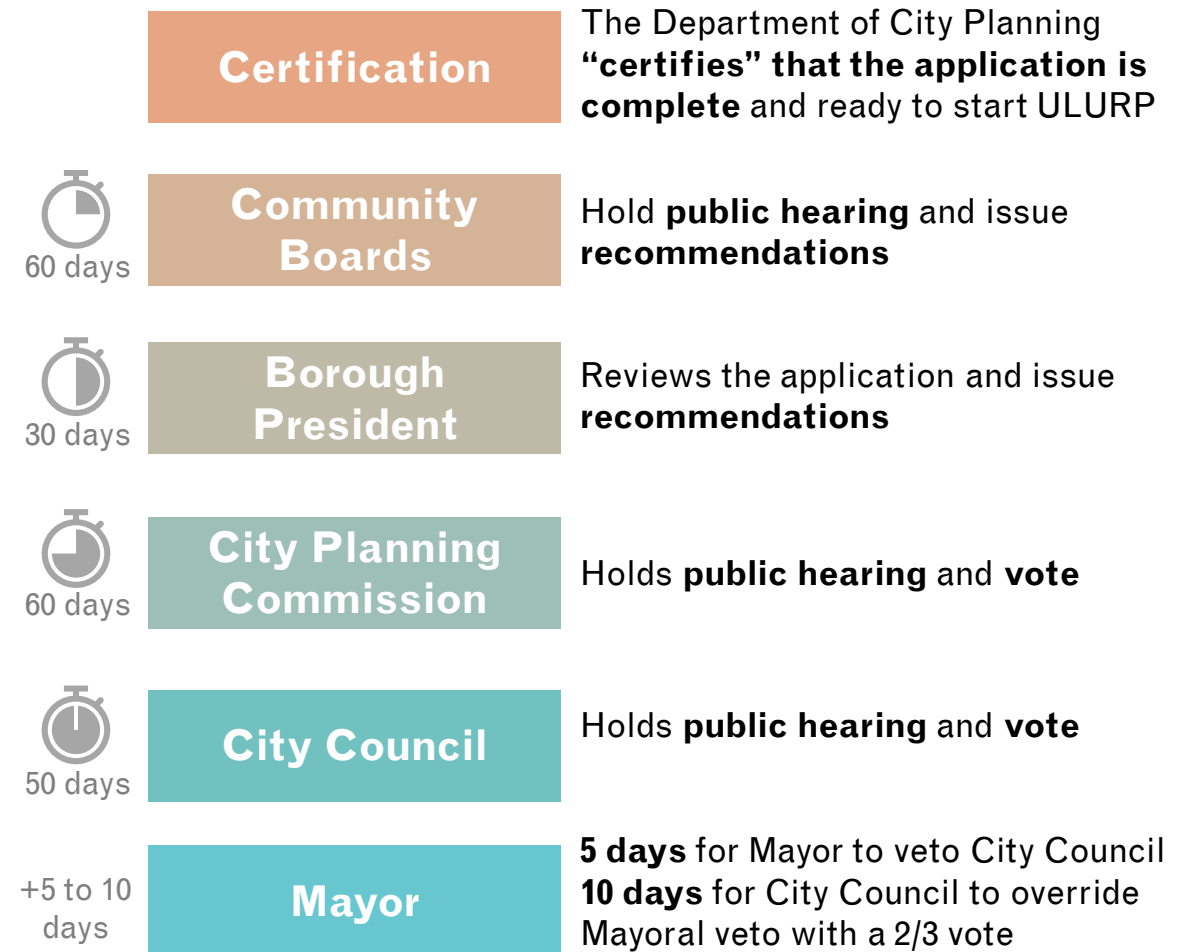 Certification
The Department of City Planning
“certifies” that the application is
complete and ready to start ULURP
60 days
Community
Boards
Hold public hearing and issue
recommendations
30 days
Borough
President
Reviews the application and issue
recommendations
60 days
City Planning
Commission
Holds public hearing and vote
50 days
City Council
Holds public hearing and vote
+5 to 10
days
Mayor
5 days for Mayor to veto City Council
10 days for City Council to override
Mayoral veto with a 2/3 vote